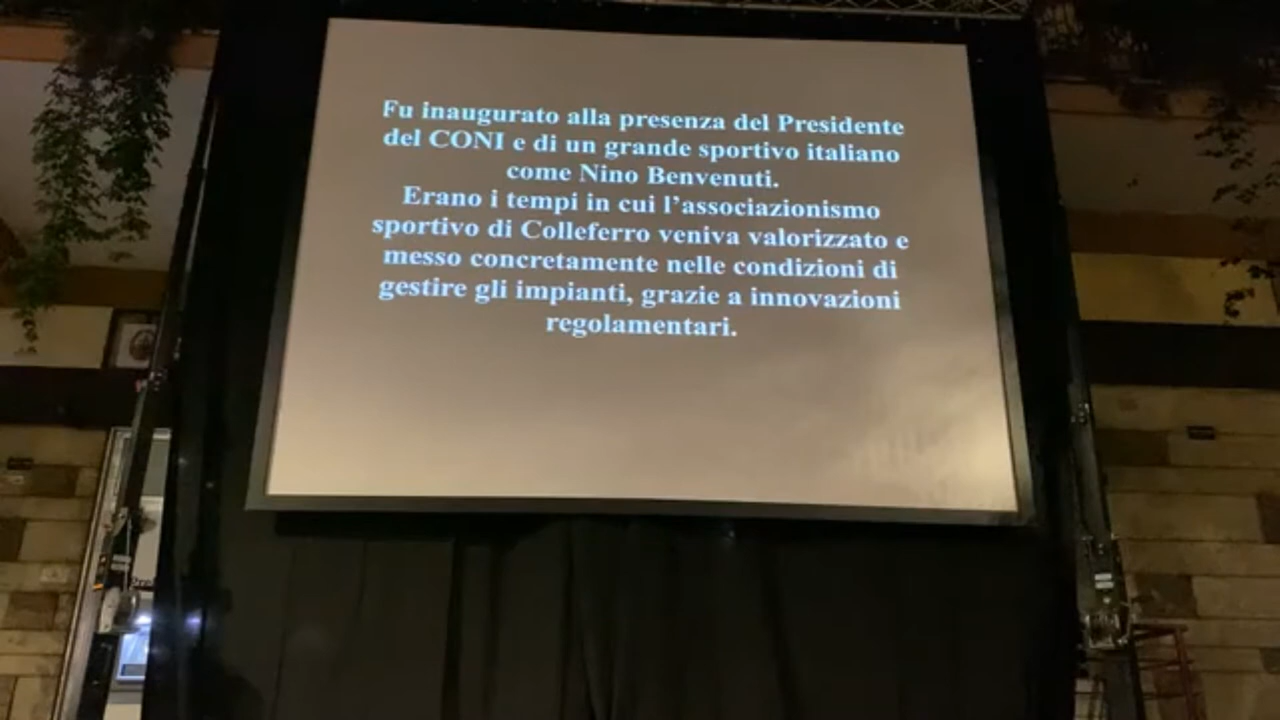 Fu inaugurato alla presenza del Presidente
del CONI e di un grande sportivo italiano
come Nino Benvenuti.
Erano i tempi in cui l'associazionismo
sportivo di Colleferro veniva valorizzato e
messo concretamente nelle condizioni di
gestire gli impianti, grazie a innovazioni
regolamentari.